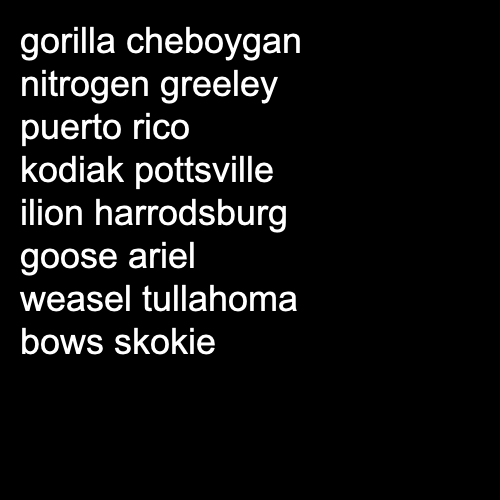 gorilla cheboygan
nitrogen greeley
puerto rico
kodiak pottsville
ilion harrodsburg
goose ariel
weasel tullahoma
bows skokie